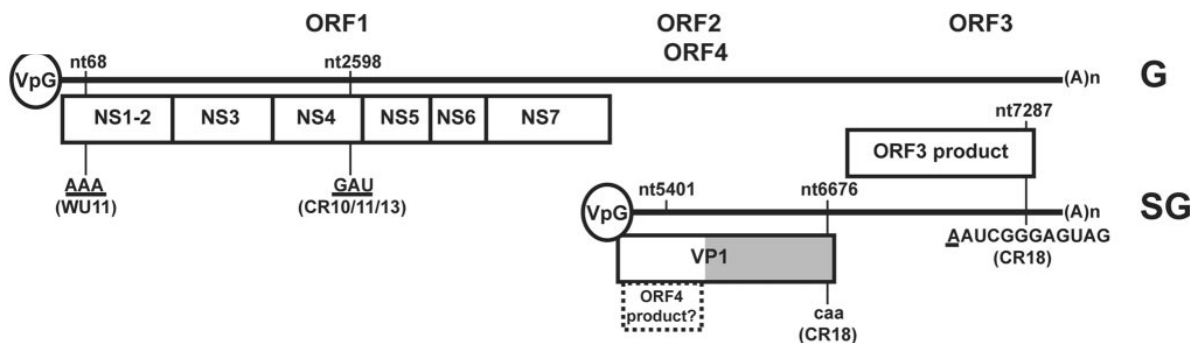 ORF1 ORF2 ORF3
ORF4
nt68 nt2598
VpG (A)n G
NS1-2 NS3 NS4 NS5 NS6 NS7
nt7287
ORF3 product
AAA GAU
(WU11) (CR10/11/13)
nt5401 nt6676
VpG (A)n SG
AAUCGGGAGUAG
(CR18)
VP1
ORF4
product?
caa
(CR18)